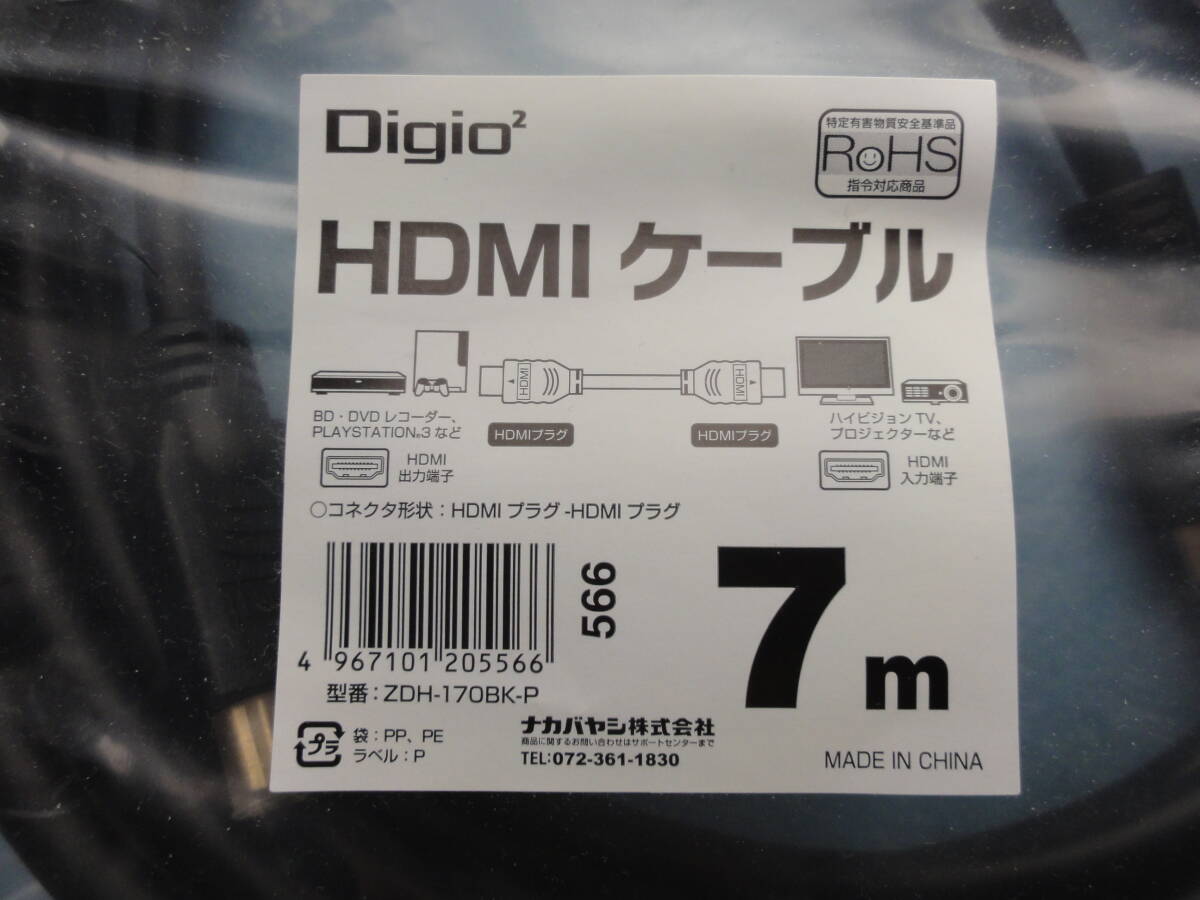 Digio²
特定有害物質安全基準品
RoHS
指令対応商品
HDMI ケーブル
HDMI
HDMI
BD・DVD レコーダー、
PLAYSTATION®3 など
HDMIプラグ
HDMIプラグ
ハイビジョン TV、
プロジェクターなど
HDMI
出力端子
HDMI
入力端子
○コネクタ形状：HDMI プラグ -HDMI プラグ
566
7 m
4 967101 205566
型番：ZDH-170BK-P
プラ
袋：PP、PE
ラベル：P
ナカバヤシ株式会社
商品に関するお問い合わせはサポートセンターまで
TEL:072-361-1830
MADE IN CHINA